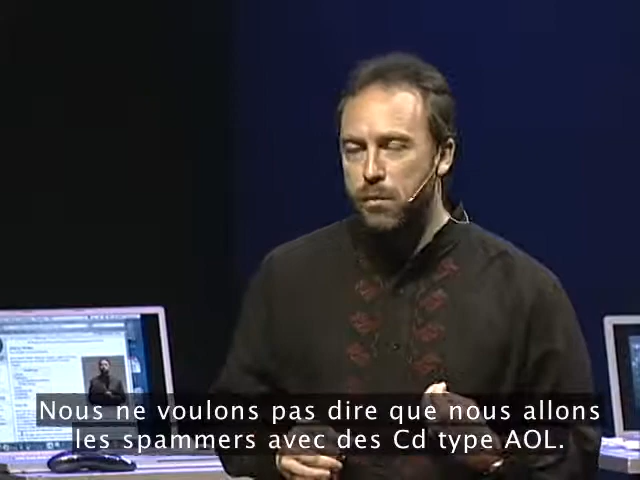 Nous ne voulons pas dire que nous allons
les spammers avec des Cd type AOL.